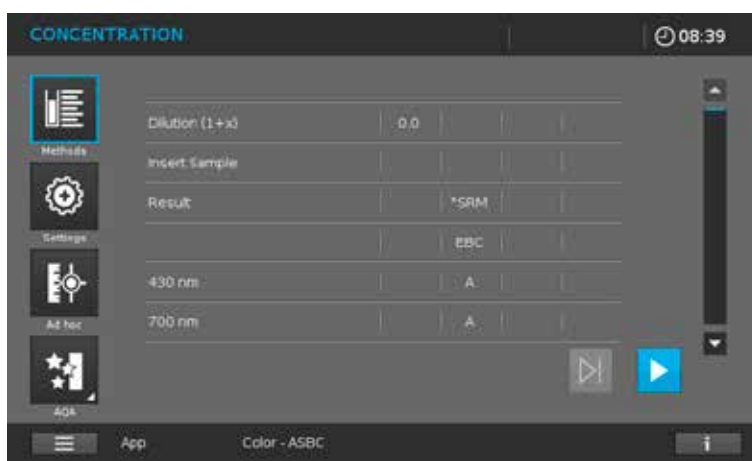 CONCENTRATION 08:39
Methods
Dilution (1+x) 0.0
Insert Sample
Settings
Result *SRM
EBC
Ad hoc
430 nm A
700 nm A
AQA
App Color - ASBC i